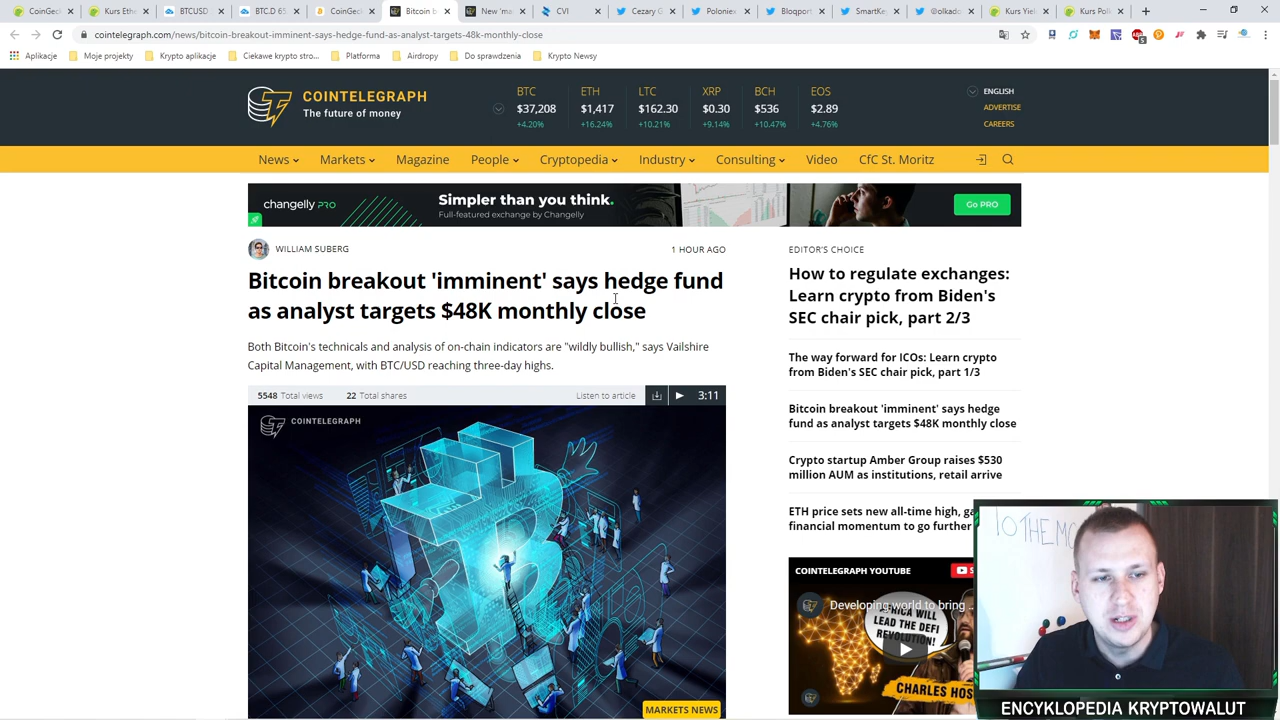 CoinGec
Kurs Ethe
BTCUSD
BTC.D 65
CoinGec
Bitcoin b
New 'ma
CVI
Cezary G
Poloniex
Bloqport
SmartKe
@olkado
Kurs Yiel
Kurs Polk
cointelegraph.com/news/bitcoin-breakout-imminent-says-hedge-fund-as-analyst-targets-48k-monthly-close
Aplikacje
Moje projekty
Krypto aplikacje
Ciekawe krypto stro...
Platforma
Airdropy
Do sprawdzenia
Krypto Newsy
COINTELEGRAPH
The future of money
BTC ETH LTC XRP BCH EOS
$37,208 $1,417 $162.30 $0.30 $536 $2.89
+4.20% +16.24% +10.21% +9.14% +10.47% +4.76%
ENGLISH
ADVERTISE
CAREERS
News Markets Magazine People Cryptopedia Industry Consulting Video CfC St. Moritz
changelly PRO
Simpler than you think.
Full-featured exchange by Changelly
Go PRO
WILLIAM SUBERG
1 HOUR AGO
Bitcoin breakout 'imminent' says hedge fund
as analyst targets $48K monthly close
Both Bitcoin's technicals and analysis of on-chain indicators are "wildly bullish," says Vailshire
Capital Management, with BTC/USD reaching three-day highs.
5548 Total views 22 Total shares
Listen to article
3:11
COINTELEGRAPH
MARKETS NEWS
EDITOR'S CHOICE
How to regulate exchanges:
Learn crypto from Biden's
SEC chair pick, part 2/3
The way forward for ICOs: Learn crypto
from Biden's SEC chair pick, part 1/3
Bitcoin breakout 'imminent' says hedge
fund as analyst targets $48K monthly close
Crypto startup Amber Group raises $530
million AUM as institutions, retail arrive
ETH price sets new all-time high, ga
financial momentum to go further
COINTELEGRAPH YOUTUBE
Developing world to bring ...
LEAD THE DEFI
REVOLUTION!
CHARLES HOS
TO THE MO
ENCYKLOPEDIA KRYPTOWALUT